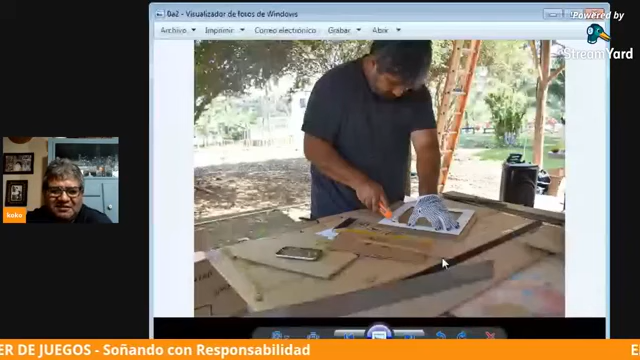 0a2 - Visualizador de fotos de Windows
Archivo
Imprimir
Correo electrónico
Grabar
Abrir
Powered by
StreamYard
koko
ER DE JUEGOS - Soñando con Responsabilidad
E